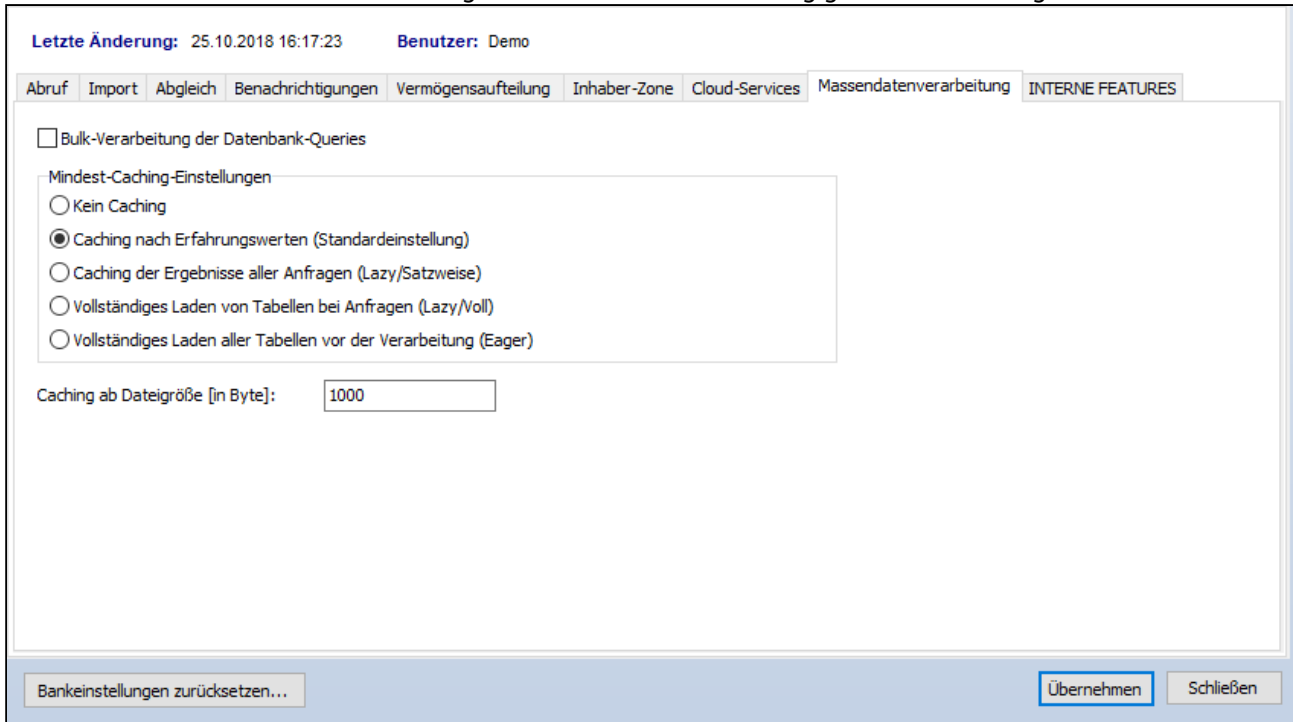 Letzte Änderung: 25.10.2018 16:17:23 Benutzer: Demo
Abruf Import Abgleich Benachrichtigungen Vermögensaufteilung Inhaber-Zone Cloud-Services Massendatenverarbeitung INTERNE FEATURES
Bulk-Verarbeitung der Datenbank-Queries
Mindest-Caching-Einstellungen
Kein Caching
Caching nach Erfahrungswerten (Standardeinstellung)
Caching der Ergebnisse aller Anfragen (Lazy/Satzweise)
Vollständiges Laden von Tabellen bei Anfragen (Lazy/Voll)
Vollständiges Laden aller Tabellen vor der Verarbeitung (Eager)
Caching ab Dateigröße [in Byte]: 1000
Bankeinstellungen zurücksetzen... Übernehmen Schließen